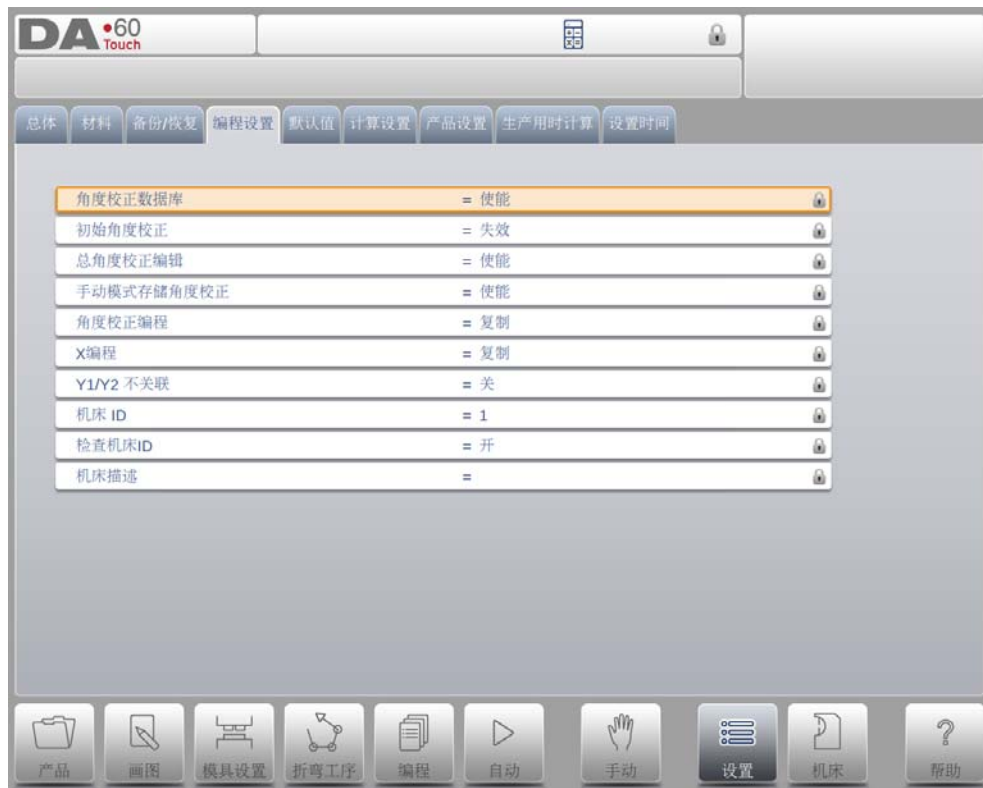 DA•60
Touch
总体 材料 备份/恢复 编程设置 默认值 计算设置 产品设置 生产用时计算 设置时间
角度校正数据库 = 使能
初始角度校正 = 失效
总角度校正编辑 = 使能
手动模式存储角度校正 = 使能
角度校正编程 = 复制
X编程 = 复制
Y1/Y2 不关联 = 关
机床 ID = 1
检查机床ID = 开
机床描述 =
产品 画图 模具设置 折弯工序 编程 自动 手动 设置 机床 帮助